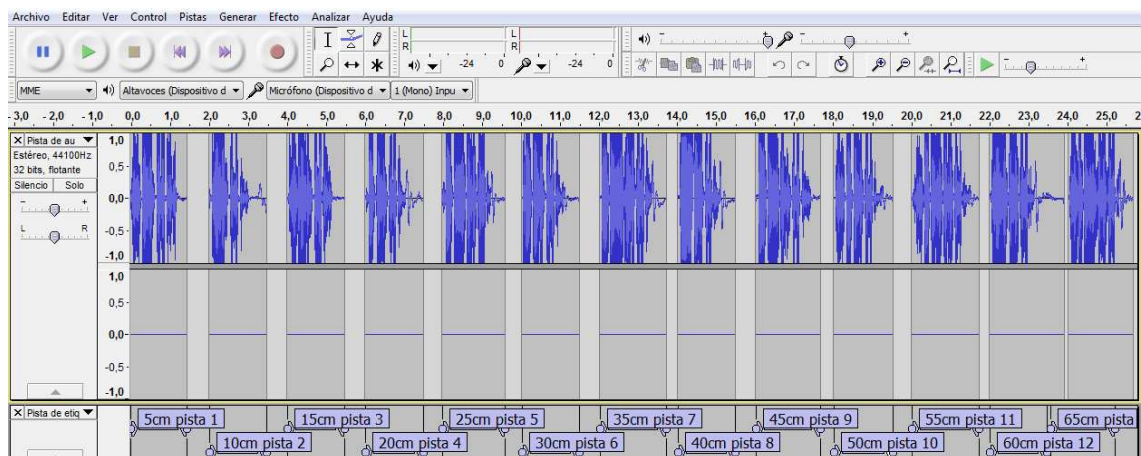 Archivo Editar Ver Control Pistas Generar Efecto Analizar Ayuda
L R L R
-24 0 -24 0
MME Altavoces (Dispositivo d Micrófono (Dispositivo d 1 (Mono) Inpu
-3,0 -2,0 -1,0 0,0 1,0 2,0 3,0 4,0 5,0 6,0 7,0 8,0 9,0 10,0 11,0 12,0 13,0 14,0 15,0 16,0 17,0 18,0 19,0 20,0 21,0 22,0 23,0 24,0 25,0 2
Pista de au 1,0
Estéreo, 44100Hz
32 bits, flotante 0,5
Silencio Solo
- + 0,0
L R -0,5
-1,0
1,0
0,5
0,0
-0,5
-1,0
Pista de etiq 5cm pista 1 15cm pista 3 25cm pista 5 35cm pista 7 45cm pista 9 55cm pista 11 65cm pista
10cm pista 2 20cm pista 4 30cm pista 6 40cm pista 8 50cm pista 10 60cm pista 12